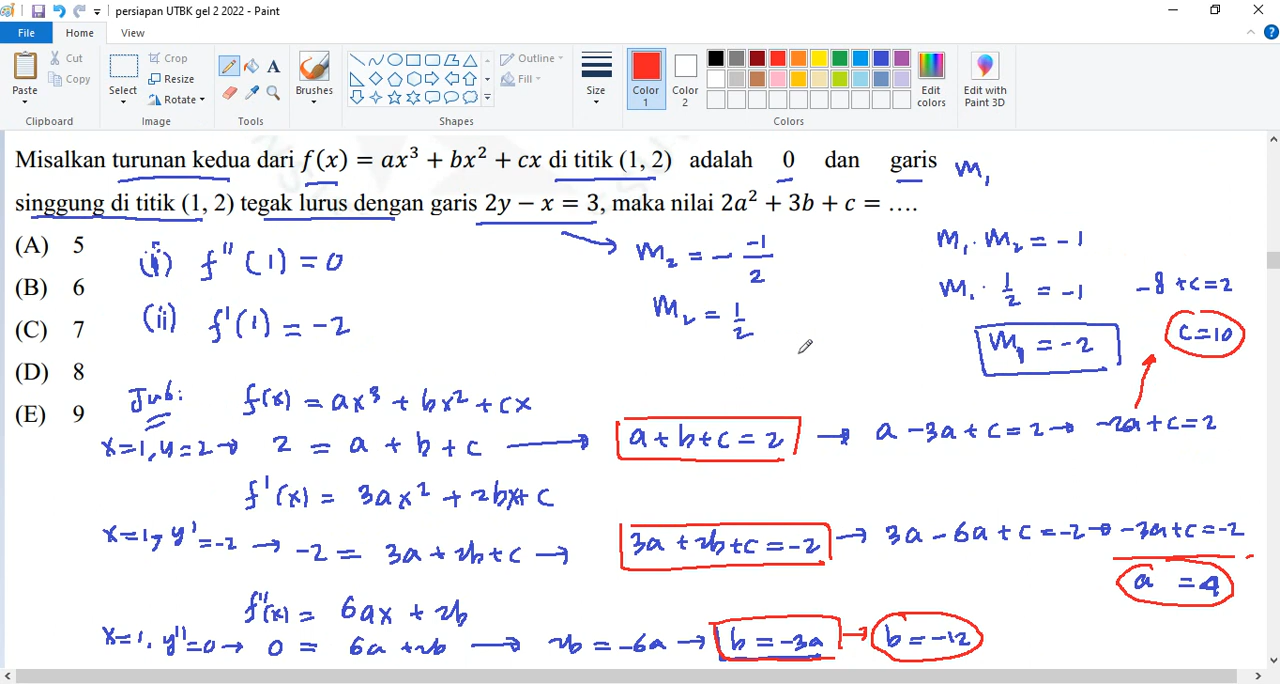 persiapan UTBK gel 2 2022 - Paint
File Home View
Paste Cut Copy Clipboard
Select Crop Resize Rotate Image
Tools
Brushes
Shapes Outline Fill
Size
Color 1 Color 2 Colors
Edit colors
Edit with Paint 3D
Misalkan turunan kedua dari f(x) = ax³ + bx² + cx di titik (1, 2) adalah 0 dan garis m₁
singgung di titik (1, 2) tegak lurus dengan garis 2y − x = 3, maka nilai 2a² + 3b + c = ....
(A) 5
(B) 6
(C) 7
(D) 8
(E) 9
(i) f''(1) = 0
(ii) f'(1) = -2
m₂ = - -1/2
m₂ = 1/2
m₁ . m₂ = -1
m₁ . 1/2 = -1
m₁ = -2
-8 + c = 2
c = 10
Jwb:
f(x) = ax³ + bx² + cx
x=1, y=2 → 2 = a + b + c → a + b + c = 2 → a - 3a + c = 2 → -2a + c = 2
f'(x) = 3ax² + 2bx + c
x=1, y' = -2 → -2 = 3a + 2b + c → 3a + 2b + c = -2 → 3a - 6a + c = -2 → -3a + c = -2
a = 4
f''(x) = 6ax + 2b
x=1, y''=0 → 0 = 6a + 2b → 2b = -6a → b = -3a → b = -12